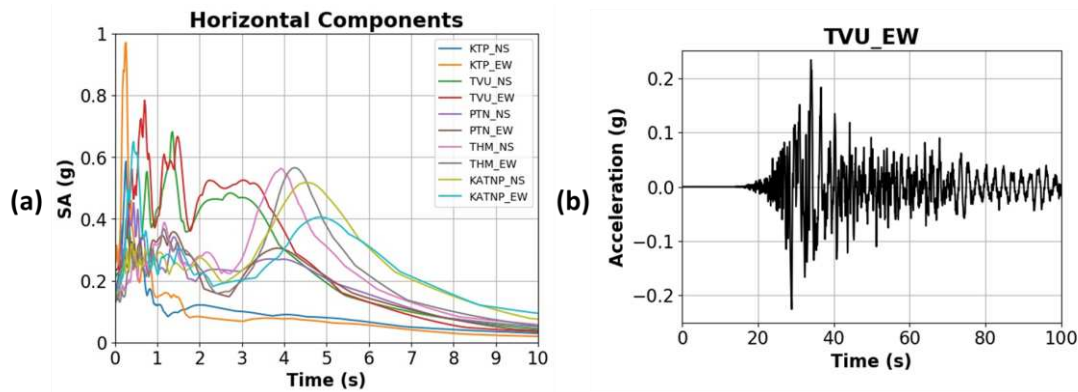 Horizontal Components
(a)
SA (g)
1
0.8
0.6
0.4
0.2
0
0 1 2 3 4 5 6 7 8 9 10
Time (s)
KTP_NS
KTP_EW
TVU_NS
TVU_EW
PTN_NS
PTN_EW
THM_NS
THM_EW
KATNP_NS
KATNP_EW
(b)
TVU_EW
Acceleration (g)
0.2
0.1
0.0
−0.1
−0.2
0 20 40 60 80 100
Time (s)